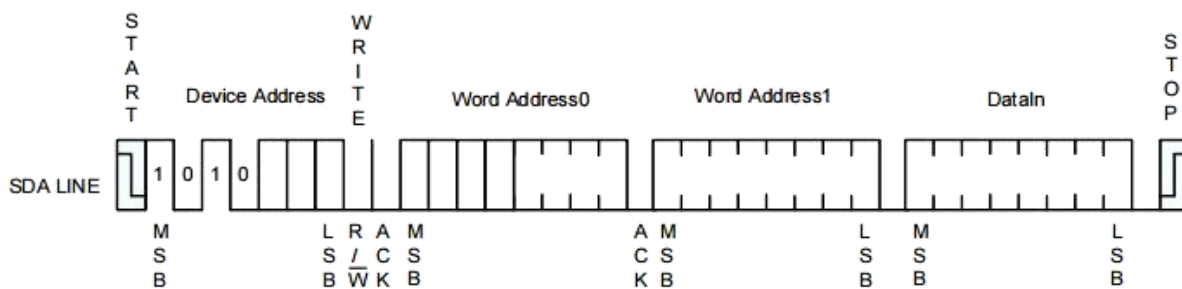 START
WRITE
STOP
Device Address
Word Address0
Word Address1
DataIn
SDA LINE
1 0 1 0
MSB
LSB
R/W
ACK
MSB
ACK
MSB
LSB
MSB
LSB